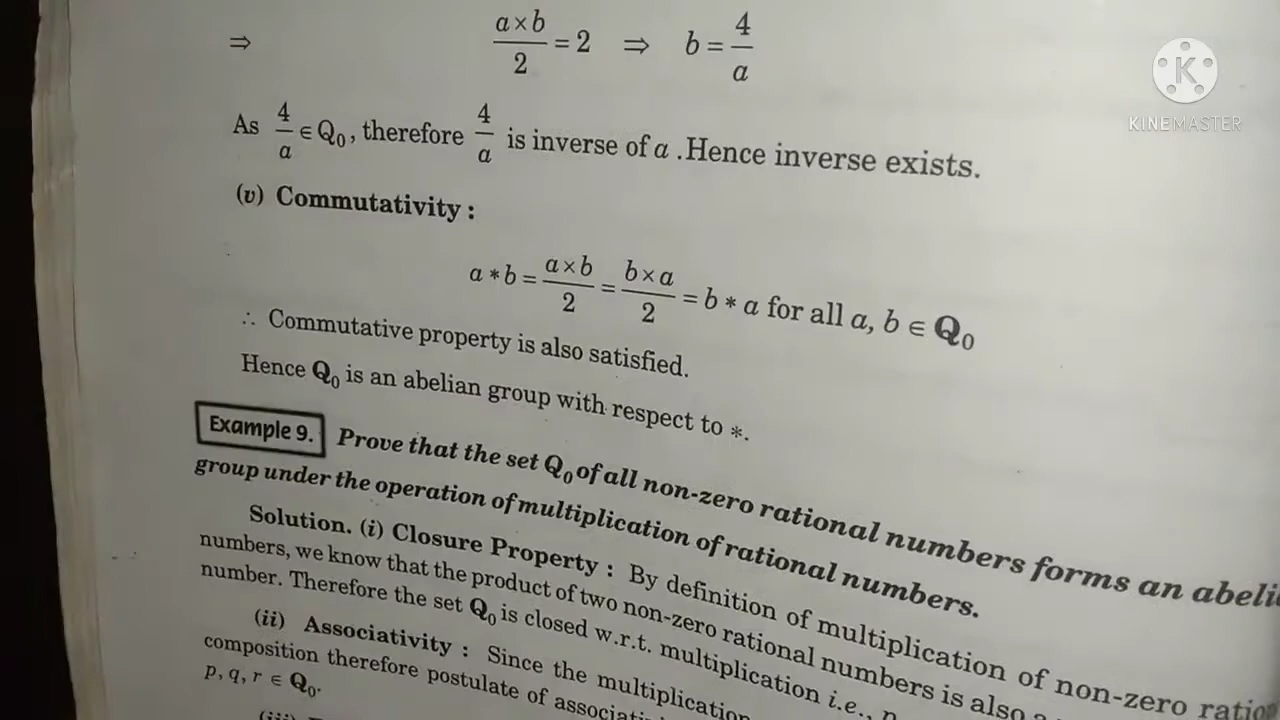 ⇒ a×b/2 = 2 ⇒ b = 4/a
As 4/a ∈ Q₀, therefore 4/a is inverse of a .Hence inverse exists.
(v) Commutativity :
a * b = a×b/2 = b×a/2 = b * a for all a, b ∈ Q₀
∴ Commutative property is also satisfied.
Hence Q₀ is an abelian group with respect to *.
Example 9. Prove that the set Q₀ of all non-zero rational numbers forms an abeli
group under the operation of multiplication of rational numbers.
Solution. (i) Closure Property : By definition of multiplication of non-zero ration
numbers, we know that the product of two non-zero rational numbers is also a
number. Therefore the set Q₀ is closed w.r.t. multiplication i.e.,
(ii) Associativity : Since the multiplication
composition therefore postulate of associati
p, q, r ∈ Q₀.
(iii)
K
KINEMASTER